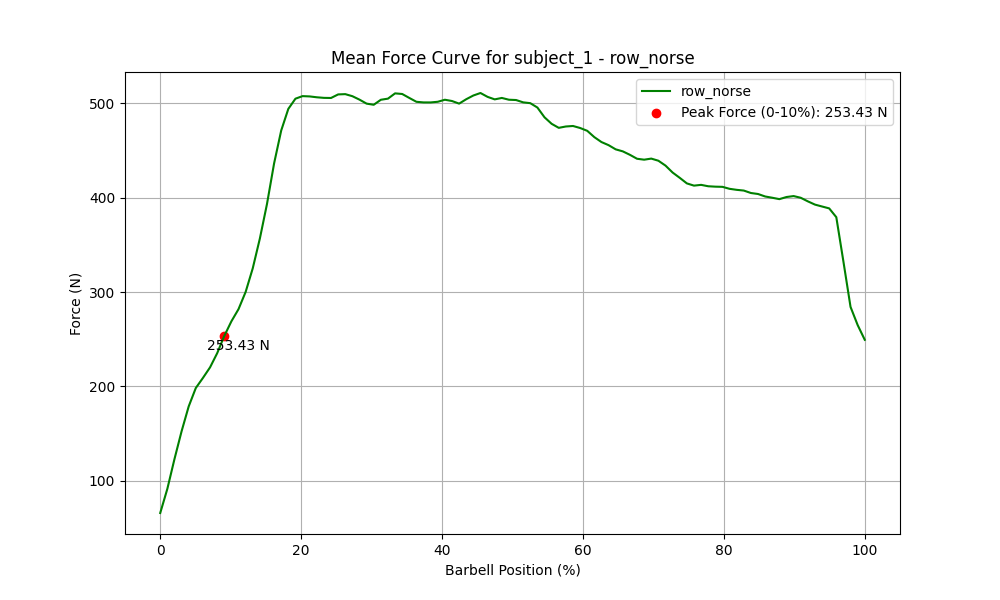 Mean Force Curve for subject_1 - row_norse
row_norse
Peak Force (0-10%): 253.43 N
500
400
300
200
100
Force (N)
253.43 N
0 20 40 60 80 100
Barbell Position (%)